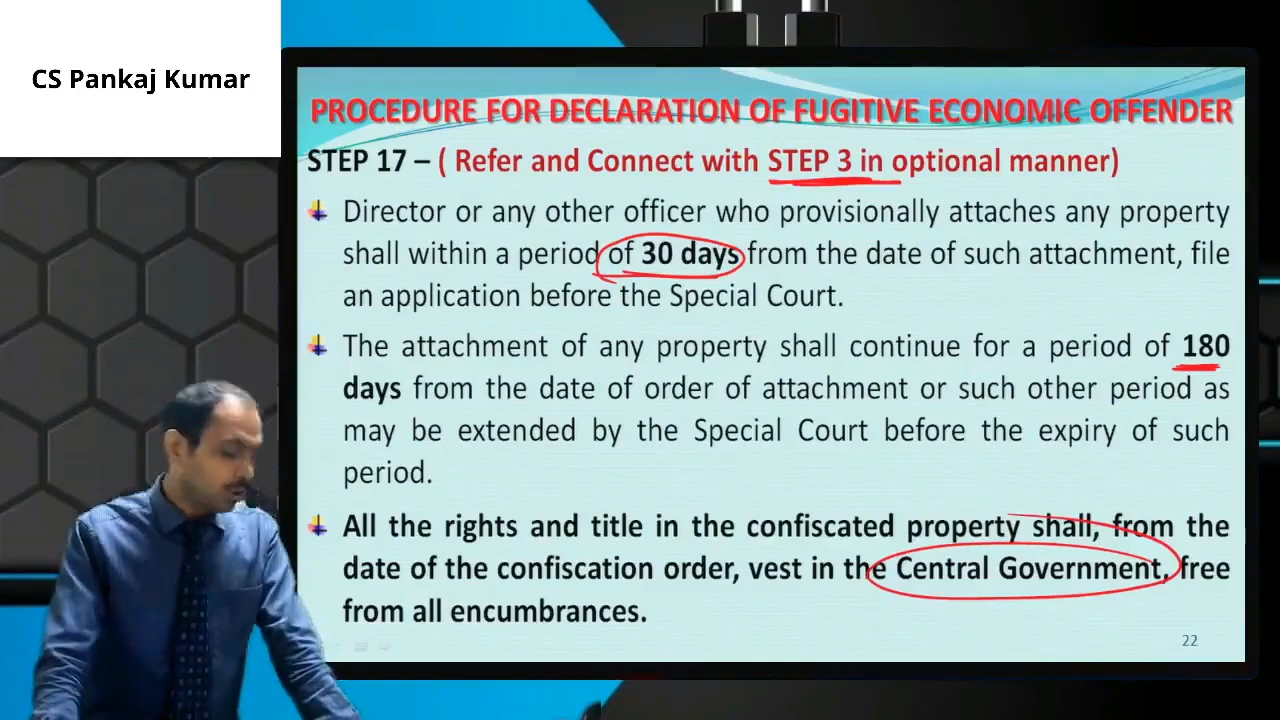 CS Pankaj Kumar
PROCEDURE FOR DECLARATION OF FUGITIVE ECONOMIC OFFENDER
STEP 17 – ( Refer and Connect with STEP 3 in optional manner)
Director or any other officer who provisionally attaches any property
shall within a period of 30 days from the date of such attachment, file
an application before the Special Court.
The attachment of any property shall continue for a period of 180
days from the date of order of attachment or such other period as
may be extended by the Special Court before the expiry of such
period.
All the rights and title in the confiscated property shall, from the
date of the confiscation order, vest in the Central Government, free
from all encumbrances.
22